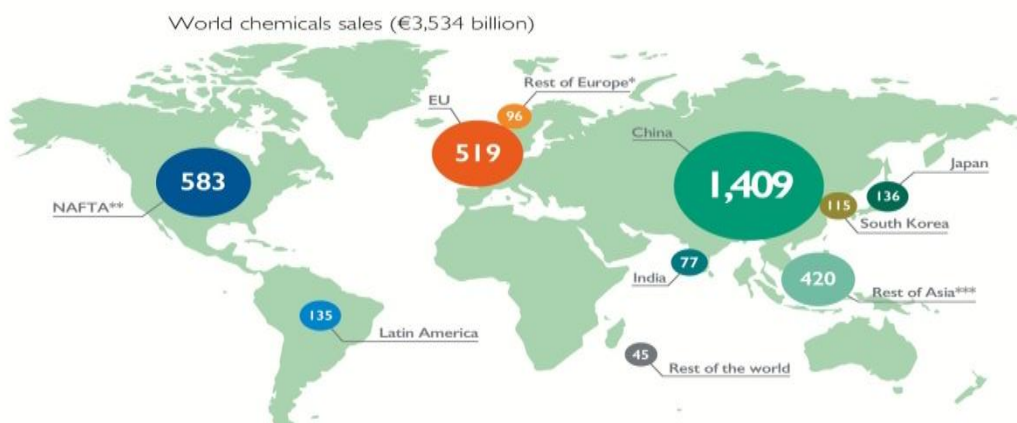 World chemicals sales (€3,534 billion)
Rest of Europe*
EU
96
China
519
583
1,409
Japan
NAFTA**
136
115
South Korea
77
India
420
Rest of Asia***
135
Latin America
45
Rest of the world